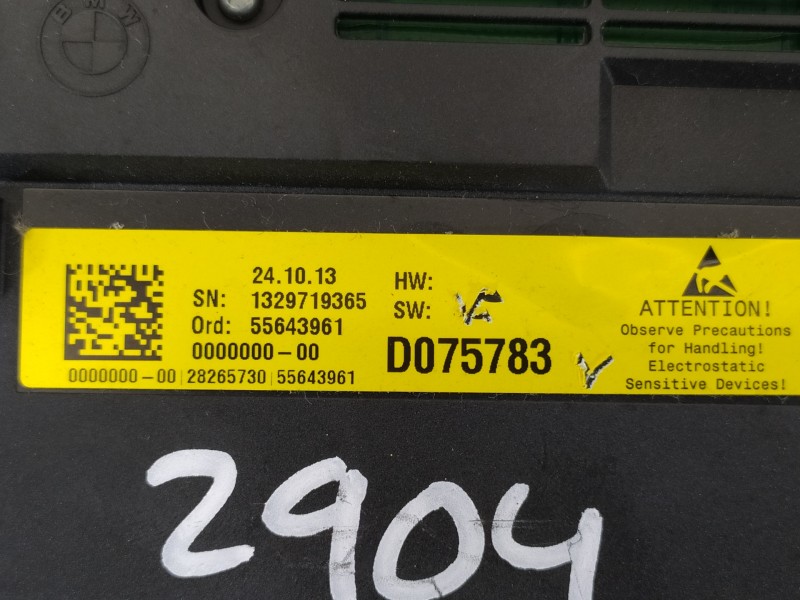 BMW
24.10.13
SN: 1329719365
Ord: 55643961
0000000-00
0000000-00 | 28265730 | 55643961
HW:
SW:
D075783
ATTENTION!
Observe Precautions
for Handling!
Electrostatic
Sensitive Devices!
2904